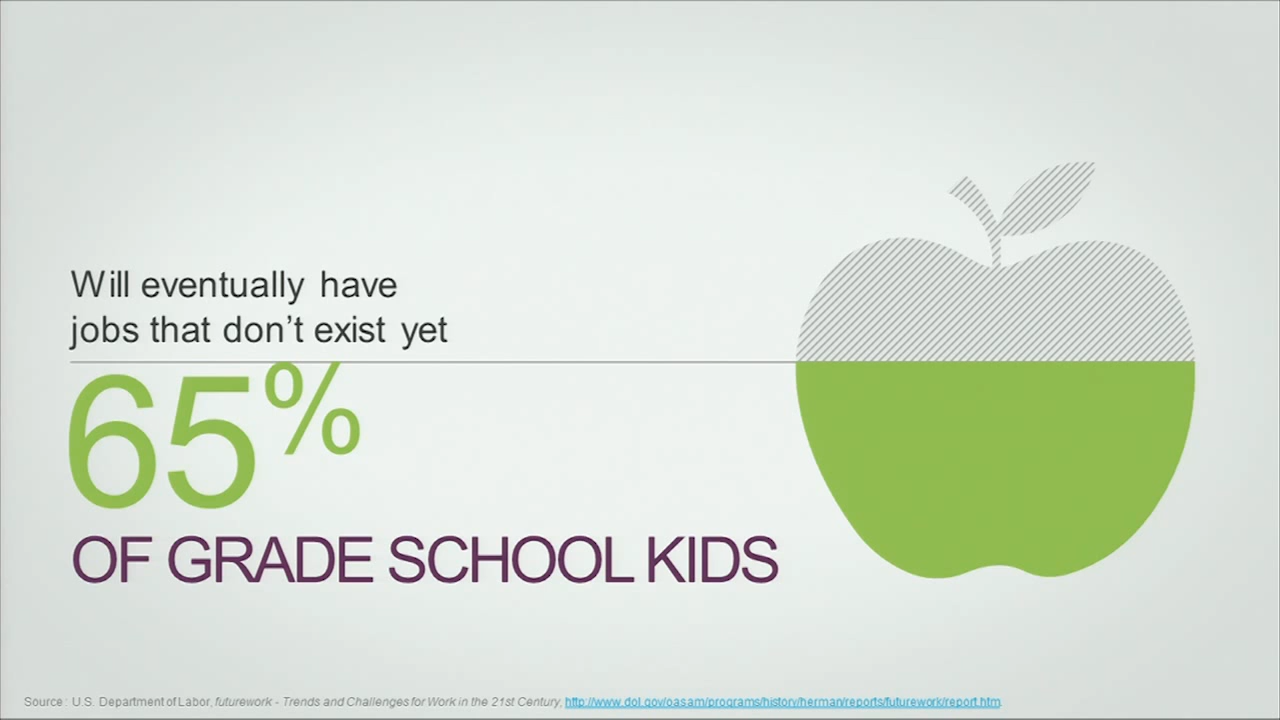 Will eventually have
jobs that don't exist yet
65%
OF GRADE SCHOOL KIDS
Source: U.S. Department of Labor, futurework - Trends and Challenges for Work in the 21st Century, http://www.dol.gov/oasam/programs/history/herman/reports/futurework/report.htm